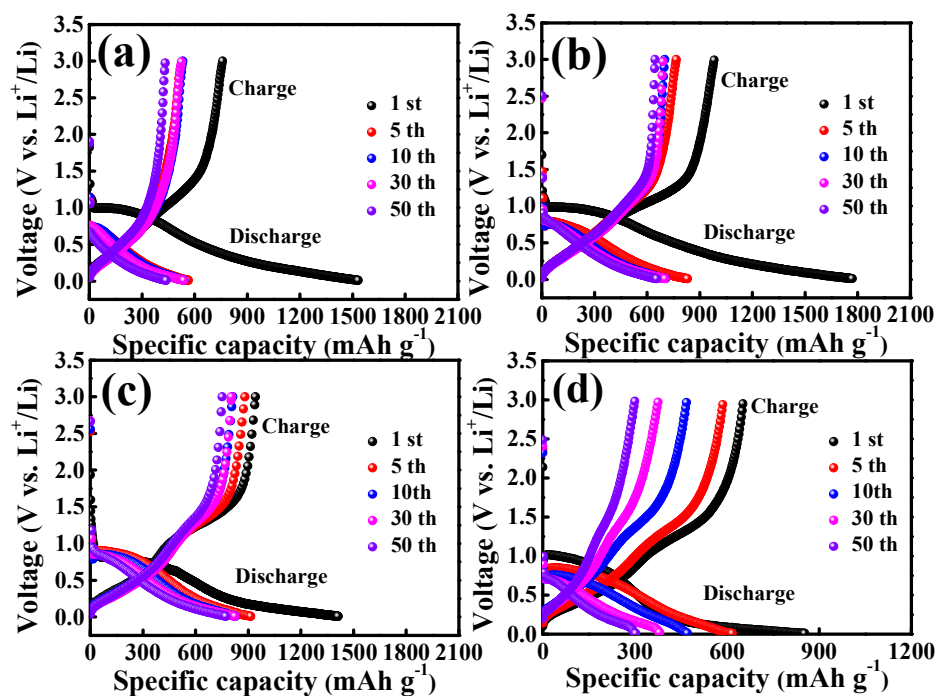 (a)
Voltage (V vs. Li⁺/Li)
3.5
3.0
2.5
2.0
1.5
1.0
0.5
0.0
Charge
Discharge
1 st
5 th
10 th
30 th
50 th
0 300 600 900 1200 1500 1800 2100
Specific capacity (mAh g⁻¹)
(b)
Voltage (V vs. Li⁺/Li)
3.5
3.0
2.5
2.0
1.5
1.0
0.5
0.0
Charge
Discharge
1 st
5 th
10 th
30 th
50 th
0 300 600 900 1200 1500 1800 2100
Specific capacity (mAh g⁻¹)
(c)
Voltage (V vs. Li⁺/Li)
3.5
3.0
2.5
2.0
1.5
1.0
0.5
0.0
Charge
Discharge
1 st
5 th
10th
30 th
50 th
0 300 600 900 1200 1500 1800 2100
Specific capacity (mAh g⁻¹)
(d)
Voltage (V vs. Li⁺/Li)
3.5
3.0
2.5
2.0
1.5
1.0
0.5
0.0
Charge
Discharge
1 st
5 th
10th
30 th
50 th
0 300 600 900 1200
Specific capacity (mAh g⁻¹)